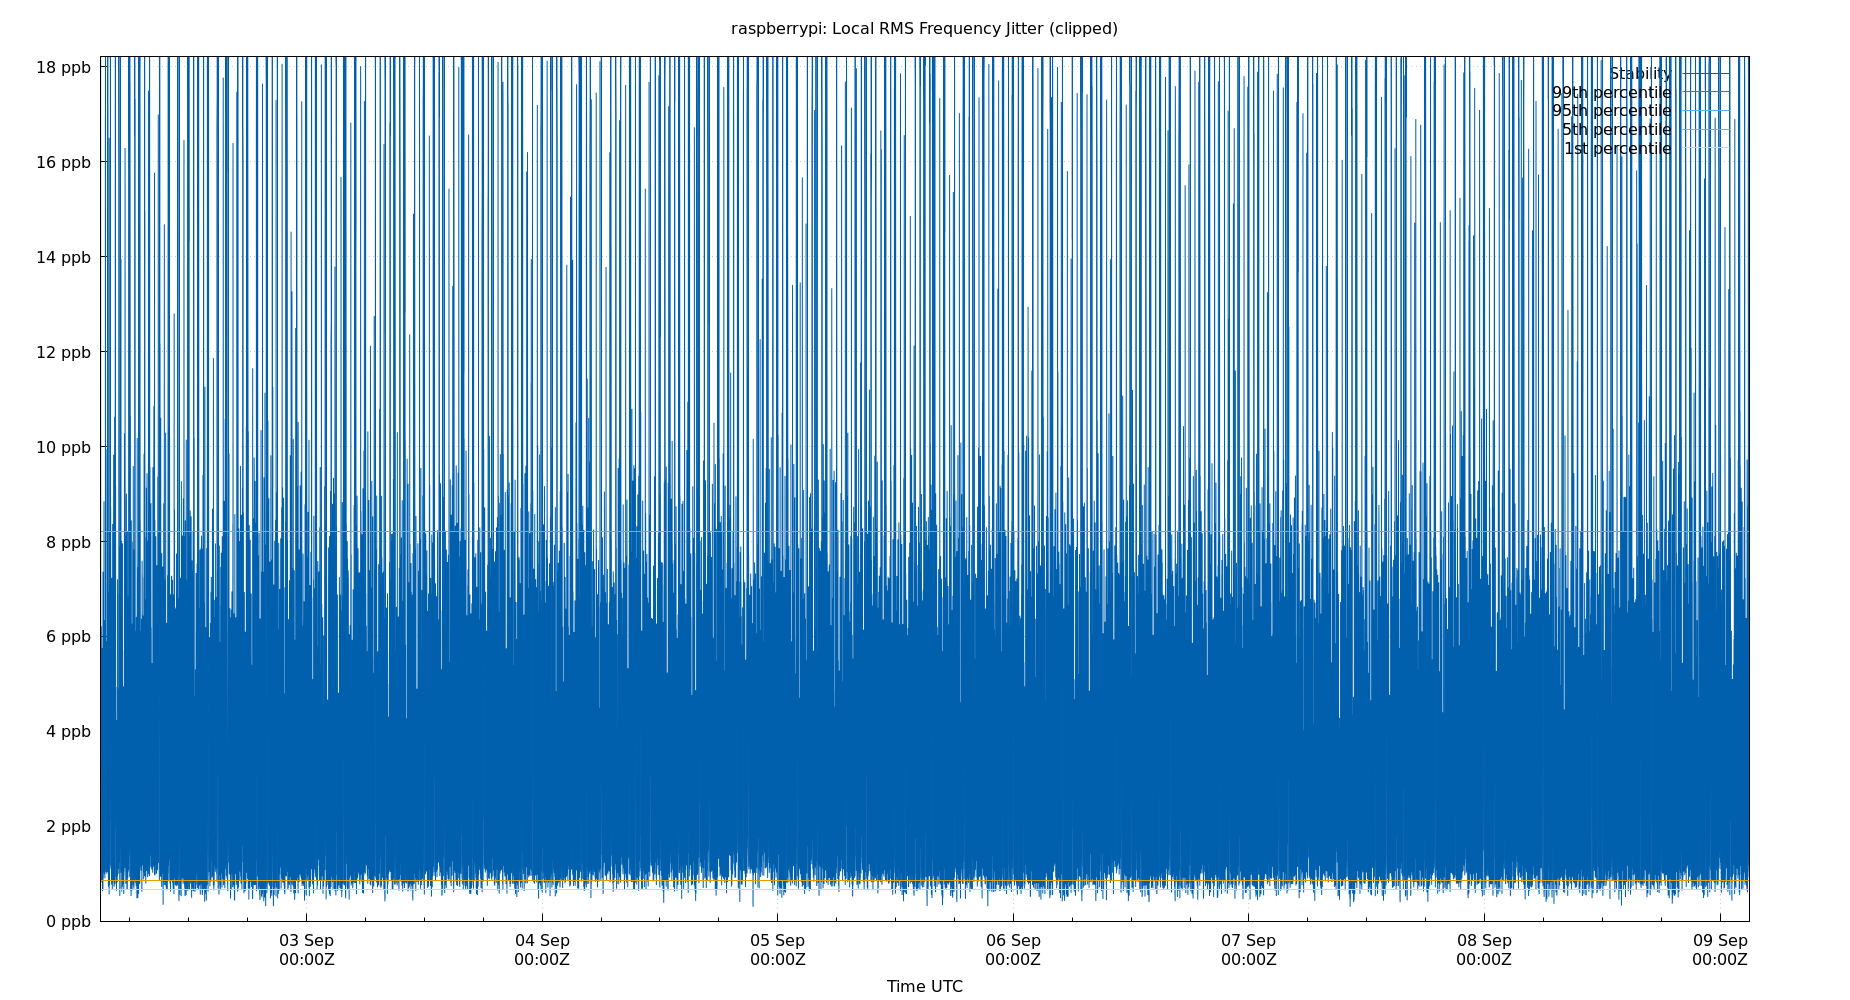 raspberrypi: Local RMS Frequency Jitter (clipped)
18 ppb
16 ppb
14 ppb
12 ppb
10 ppb
8 ppb
6 ppb
4 ppb
2 ppb
0 ppb
Stability
99th percentile
95th percentile
5th percentile
1st percentile
03 Sep
00:00Z
04 Sep
00:00Z
05 Sep
00:00Z
06 Sep
00:00Z
07 Sep
00:00Z
08 Sep
00:00Z
09 Sep
00:00Z
Time UTC